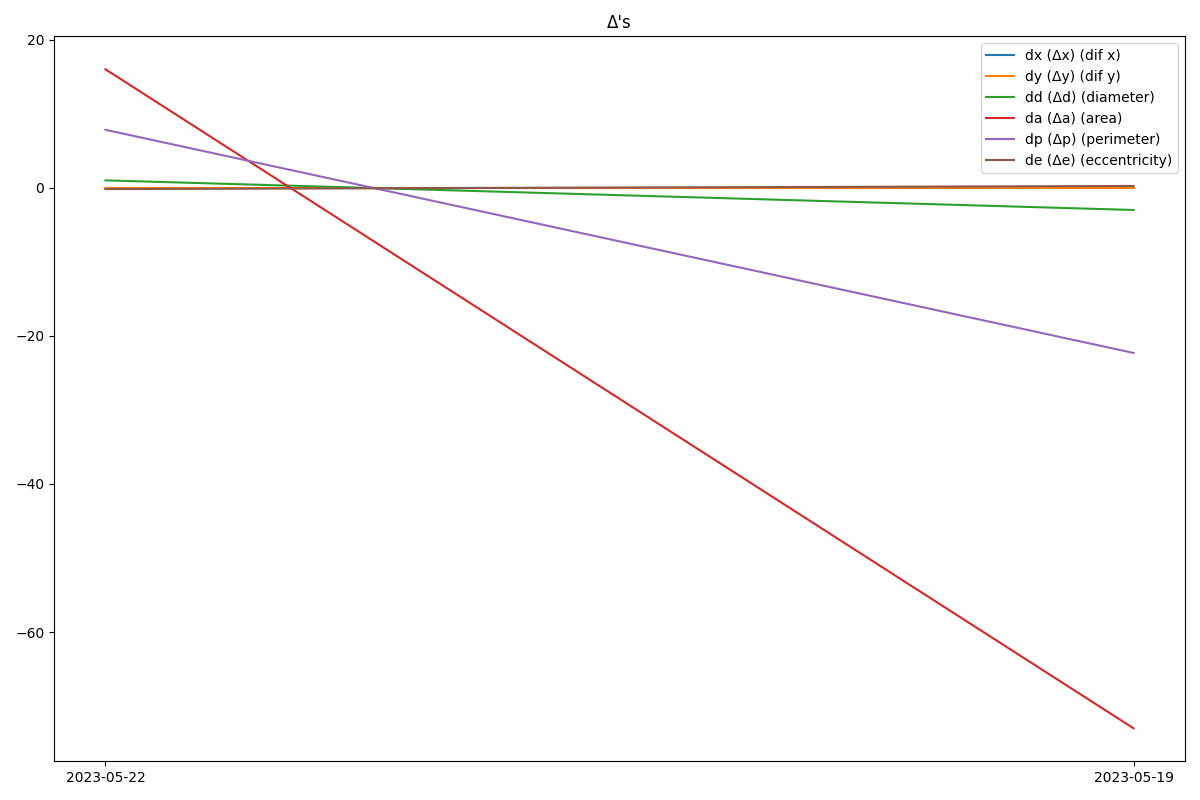 Δ's
20
0
−20
−40
−60
dx (Δx) (dif x)
dy (Δy) (dif y)
dd (Δd) (diameter)
da (Δa) (area)
dp (Δp) (perimeter)
de (Δe) (eccentricity)
2023-05-22
2023-05-19